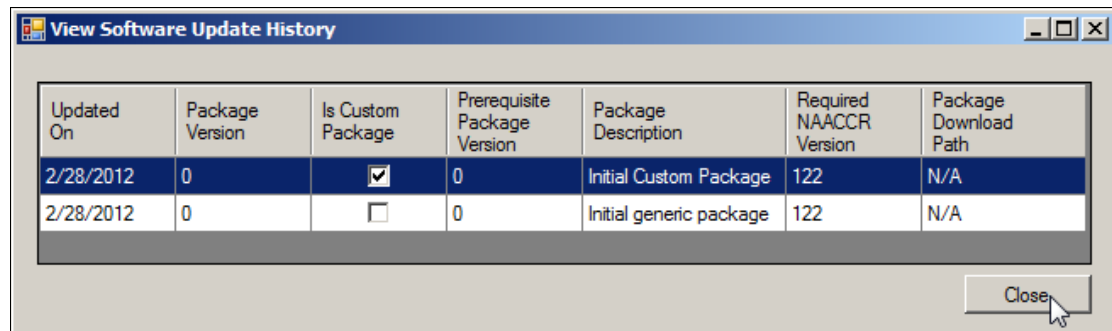 View Software Update History
Updated On Package Version Is Custom Package Prerequisite Package Version Package Description Required NAACCR Version Package Download Path
2/28/2012 0 0 Initial Custom Package 122 N/A
2/28/2012 0 0 Initial generic package 122 N/A
Close